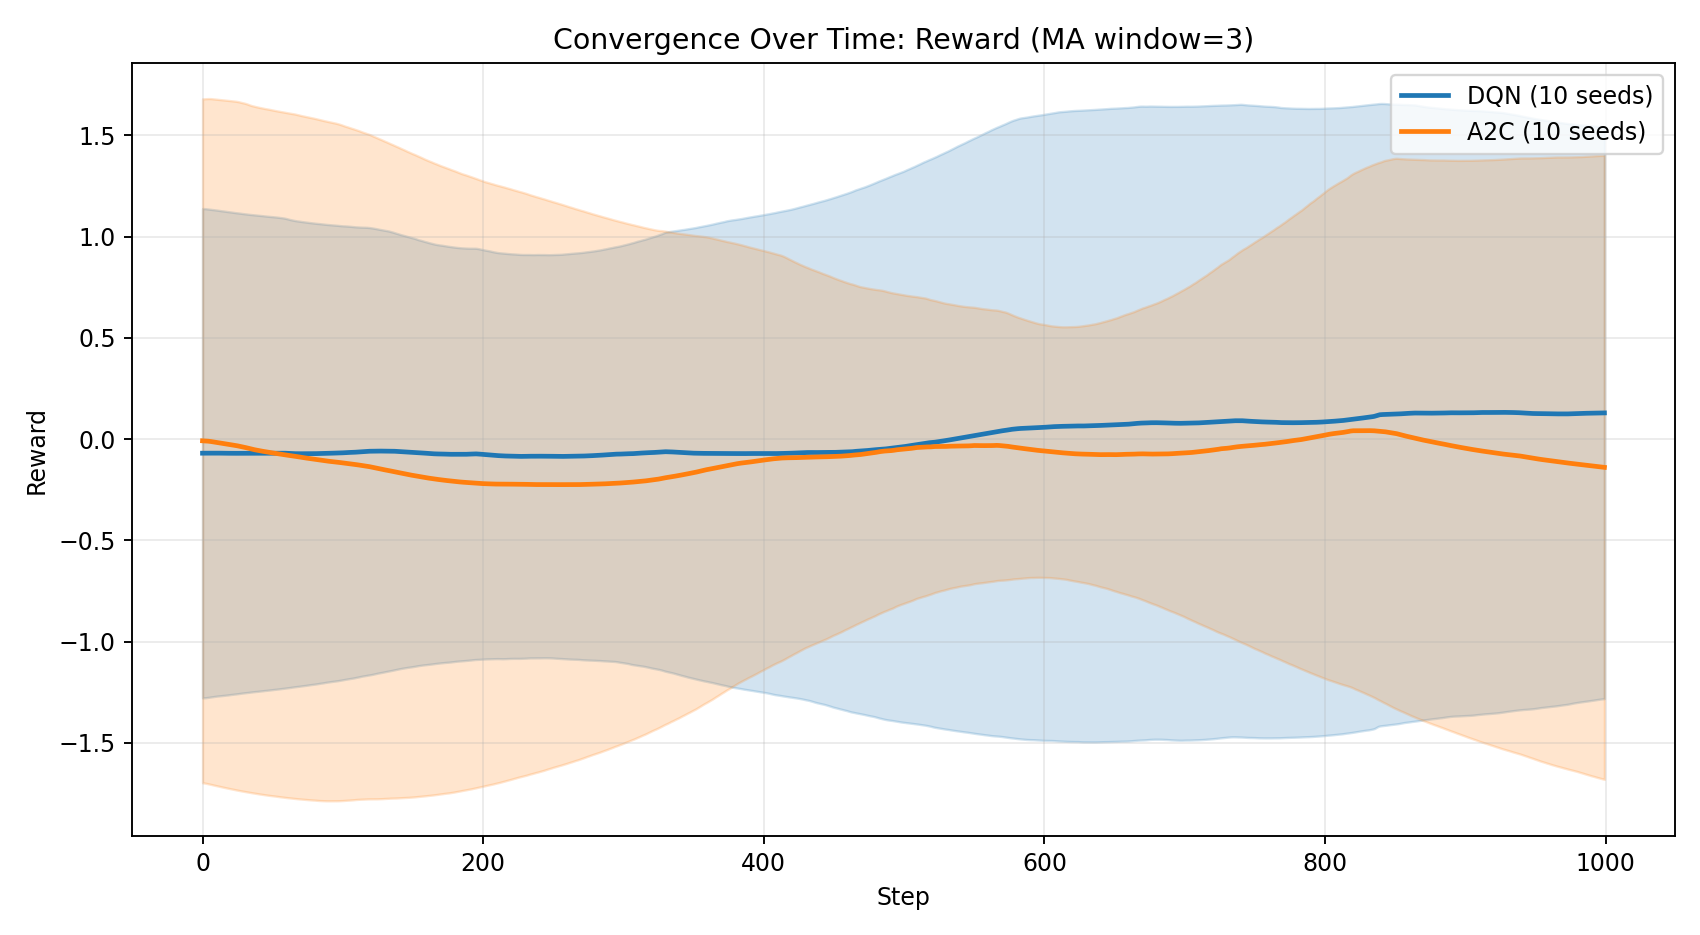 Convergence Over Time: Reward (MA window=3)
DQN (10 seeds)
A2C (10 seeds)
Reward
1.5
1.0
0.5
0.0
−0.5
−1.0
−1.5
0
200
400
600
800
1000
Step